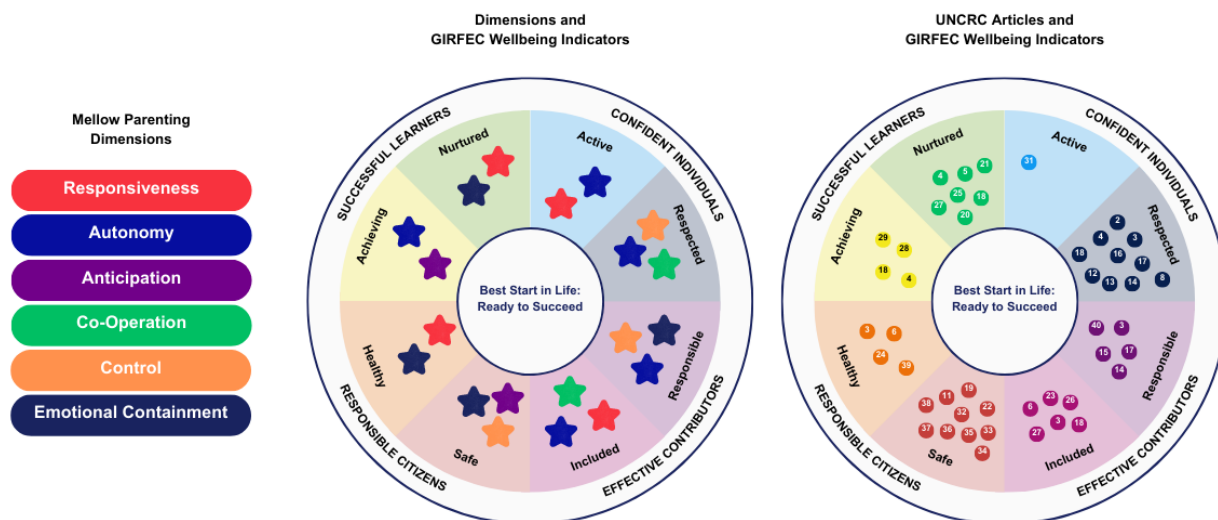 Mellow Parenting
Dimensions
Responsiveness
Autonomy
Anticipation
Co-Operation
Control
Emotional Containment
Dimensions and
GIRFEC Wellbeing Indicators
SUCCESSFUL LEARNERS
CONFIDENT INDIVIDUALS
EFFECTIVE CONTRIBUTORS
RESPONSIBLE CITIZENS
Nurtured
Active
Respected
Responsible
Included
Safe
Healthy
Achieving
Best Start in Life:
Ready to Succeed
UNCRC Articles and
GIRFEC Wellbeing Indicators
SUCCESSFUL LEARNERS
CONFIDENT INDIVIDUALS
EFFECTIVE CONTRIBUTORS
RESPONSIBLE CITIZENS
Nurtured
4 5 21
25 18
27 20
Active
31
Respected
2
4 3
18 16 17
12 13 14 8
Responsible
40 3
15 17
14
Included
6 23 26
3 18
27
Safe
38 11 19
32 22
37 36 35 33
34
Healthy
3 6
24
39
Achieving
29 28
18 4
Best Start in Life:
Ready to Succeed